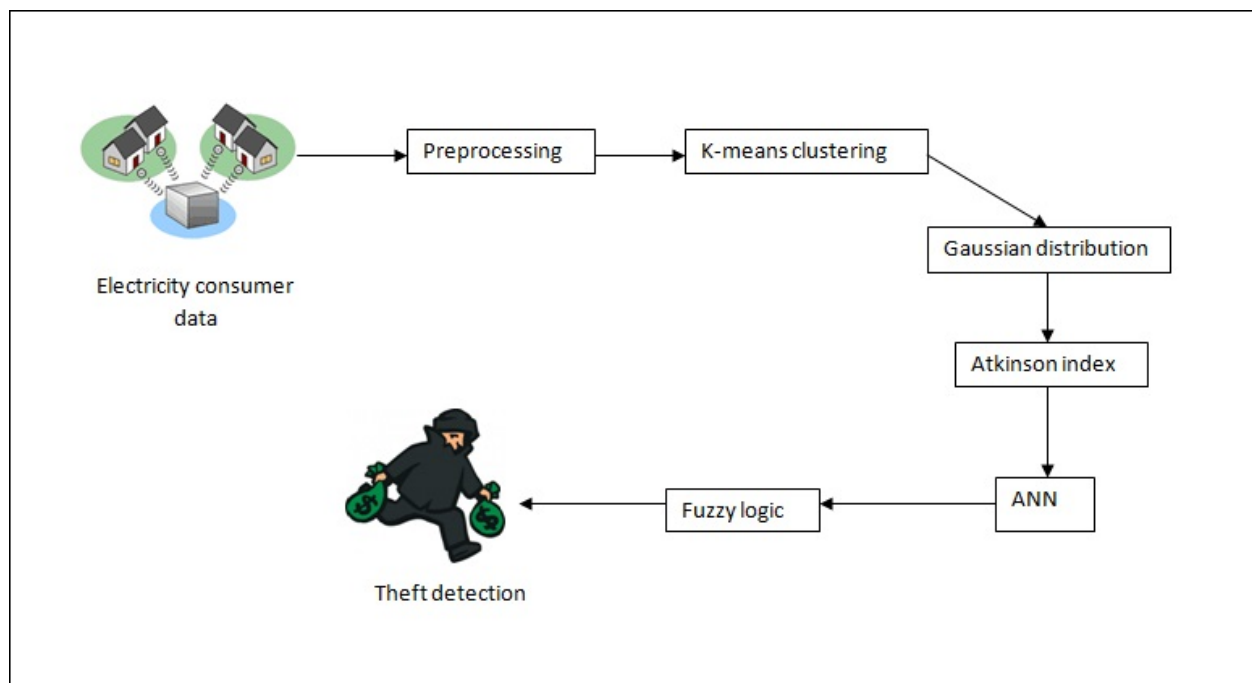 Preprocessing
K-means clustering
Gaussian distribution
Electricity consumer
data
Atkinson index
ANN
Fuzzy logic
Theft detection